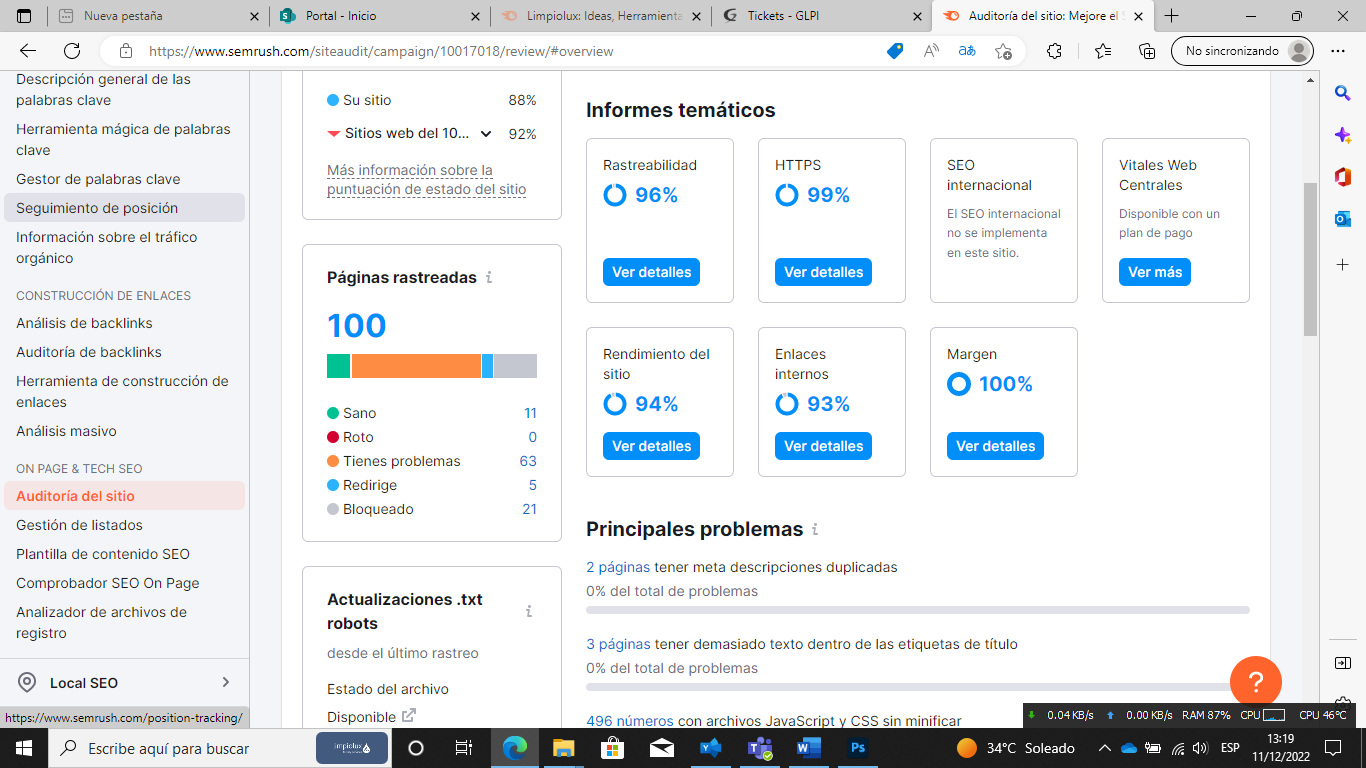 Nueva pestaña
Portal - Inicio
Limpiolux: Ideas, Herramienta
Tickets - GLPI
Auditoría del sitio: Mejore el S
https://www.semrush.com/siteaudit/campaign/10017018/review/#overview
No sincronizando
Descripción general de las
palabras clave
Herramienta mágica de palabras
clave
Gestor de palabras clave
Seguimiento de posición
Información sobre el tráfico
orgánico
CONSTRUCCIÓN DE ENLACES
Análisis de backlinks
Auditoría de backlinks
Herramienta de construcción de
enlaces
Análisis masivo
ON PAGE & TECH SEO
Auditoría del sitio
Gestión de listados
Plantilla de contenido SEO
Comprobador SEO On Page
Analizador de archivos de
registro
Local SEO
https://www.semrush.com/position-tracking/
Su sitio 88%
Sitios web del 10... 92%
Más información sobre la
puntuación de estado del sitio
Páginas rastreadas i
100
Sano 11
Roto 0
Tienes problemas 63
Redirige 5
Bloqueado 21
Actualizaciones .txt
robots i
desde el último rastreo
Estado del archivo
Disponible
Informes temáticos
Rastreabilidad
96%
Ver detalles
HTTPS
99%
Ver detalles
SEO
internacional
El SEO internacional
no se implementa
en este sitio.
Vitales Web
Centrales
Disponible con un
plan de pago
Ver más
Rendimiento del
sitio
94%
Ver detalles
Enlaces
internos
93%
Ver detalles
Margen
100%
Ver detalles
Principales problemas i
2 páginas tener meta descripciones duplicadas
0% del total de problemas
3 páginas tener demasiado texto dentro de las etiquetas de título
0% del total de problemas
496 números con archivos JavaScript y CSS sin minificar
?
0.04 KB/s 0.00 KB/s RAM 87% CPU CPU 46°C
Escribe aquí para buscar
limpiolux
Ps
34°C Soleado
ESP
13:19
11/12/2022